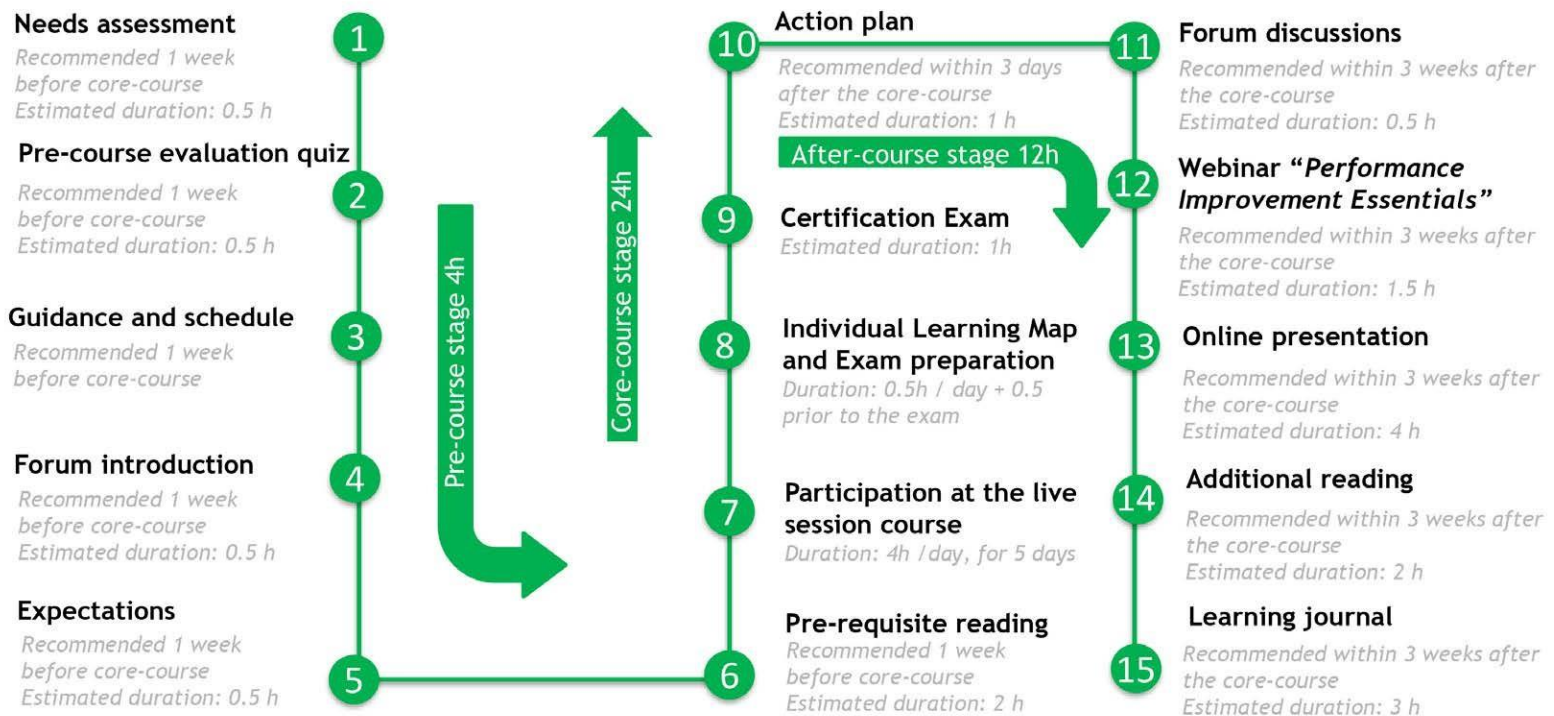 Needs assessment
Recommended 1 week
before core-course
Estimated duration: 0.5 h
1
Pre-course evaluation quiz
Recommended 1 week
before core-course
Estimated duration: 0.5 h
2
Guidance and schedule
Recommended 1 week
before core-course
3
Forum introduction
Recommended 1 week
before core-course
Estimated duration: 0.5 h
4
Expectations
Recommended 1 week
before core-course
Estimated duration: 0.5 h
5
Pre-course stage 4h
Core-course stage 24h
6
Pre-requisite reading
Recommended 1 week
before core-course
Estimated duration: 2 h
7
Participation at the live
session course
Duration: 4h /day, for 5 days
8
Individual Learning Map
and Exam preparation
Duration: 0.5h / day + 0.5
prior to the exam
9
Certification Exam
Estimated duration: 1h
10
Action plan
Recommended within 3 days
after the core-course
Estimated duration: 1 h
After-course stage 12h
11
Forum discussions
Recommended within 3 weeks after
the core-course
Estimated duration: 0.5 h
12
Webinar “Performance
Improvement Essentials”
Recommended within 3 weeks after
the core-course
Estimated duration: 1.5 h
13
Online presentation
Recommended within 3 weeks after
the core-course
Estimated duration: 4 h
14
Additional reading
Recommended within 3 weeks after
the core-course
Estimated duration: 2 h
15
Learning journal
Recommended within 3 weeks after
the core-course
Estimated duration: 3 h